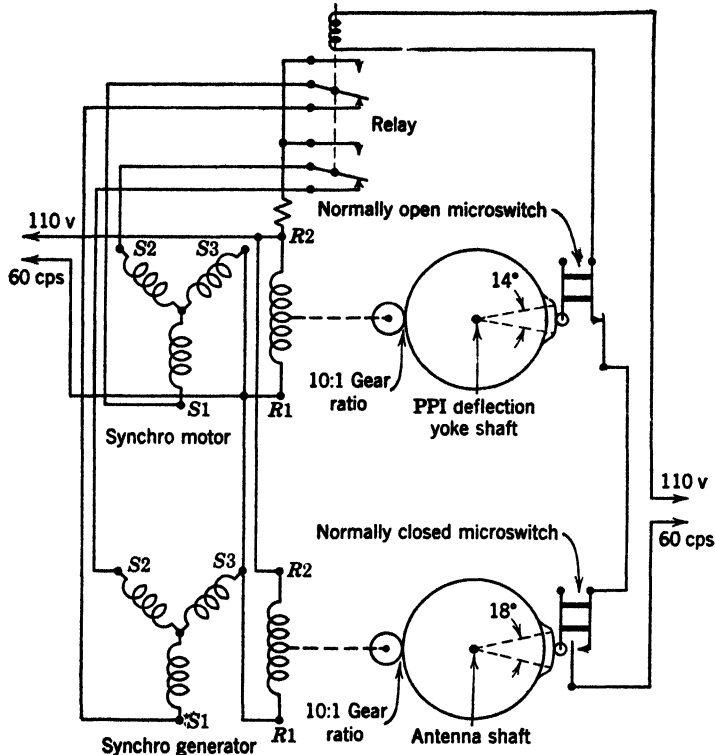 Relay
Normally open microswitch
110 v
60 cps
S2
S3
R2
14°
10:1 Gear
ratio
PPI deflection
yoke shaft
S1
R1
Synchro motor
110 v
60 cps
Normally closed microswitch
S2
S3
R2
18°
S1
R1
10:1 Gear
ratio
Antenna shaft
Synchro generator